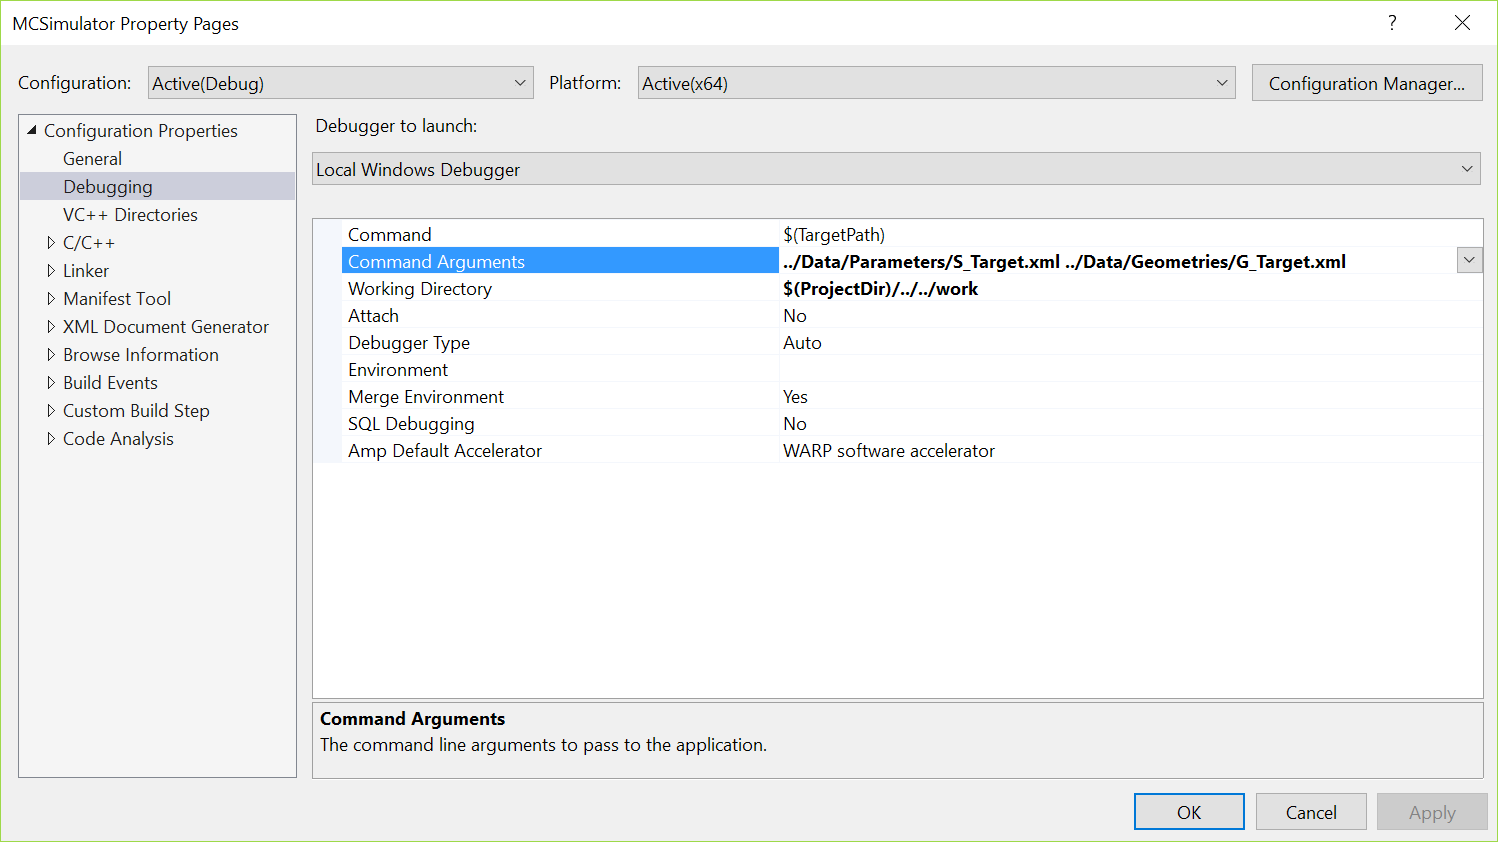 MCSimulator Property Pages
?
Configuration: Active(Debug) Platform: Active(x64) Configuration Manager...
Configuration Properties
General
Debugging
VC++ Directories
C/C++
Linker
Manifest Tool
XML Document Generator
Browse Information
Build Events
Custom Build Step
Code Analysis
Debugger to launch:
Local Windows Debugger
Command $(TargetPath)
Command Arguments ../Data/Parameters/S_Target.xml ../Data/Geometries/G_Target.xml
Working Directory $(ProjectDir)/../../work
Attach No
Debugger Type Auto
Environment
Merge Environment Yes
SQL Debugging No
Amp Default Accelerator WARP software accelerator
Command Arguments
The command line arguments to pass to the application.
OK Cancel Apply